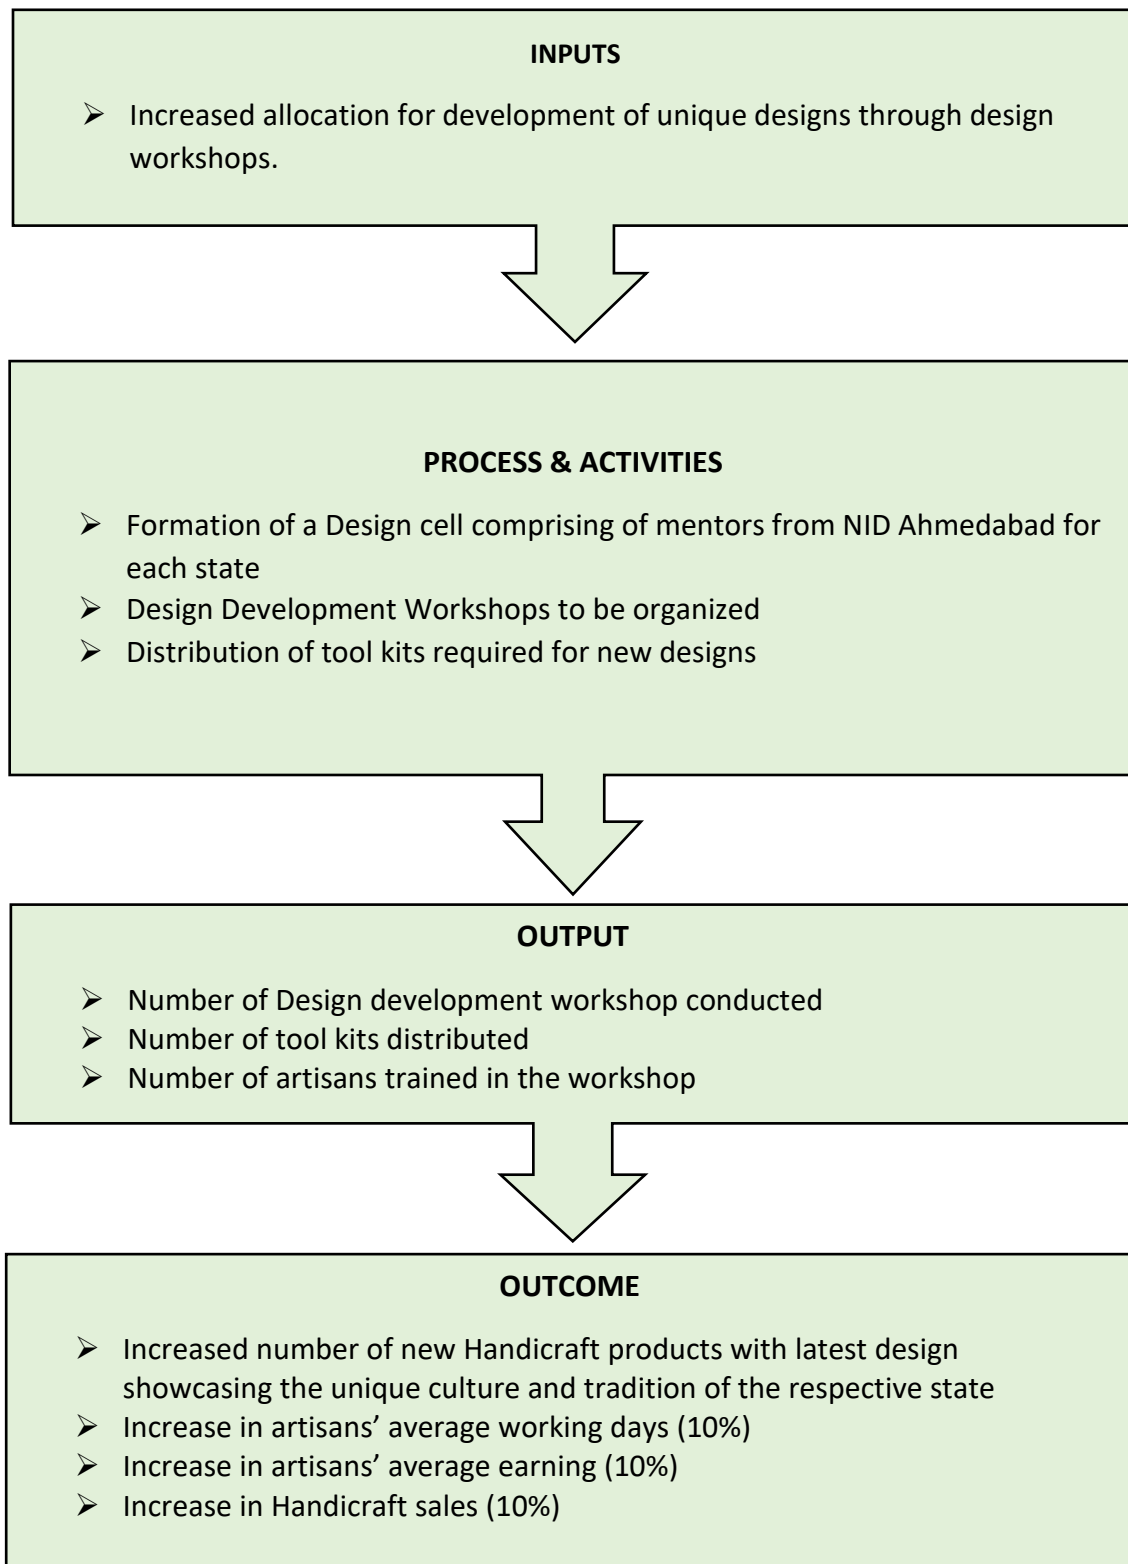 INPUTS
➢ Increased allocation for development of unique designs through design
workshops.
PROCESS & ACTIVITIES
➢ Formation of a Design cell comprising of mentors from NID Ahmedabad for
each state
➢ Design Development Workshops to be organized
➢ Distribution of tool kits required for new designs
OUTPUT
➢ Number of Design development workshop conducted
➢ Number of tool kits distributed
➢ Number of artisans trained in the workshop
OUTCOME
➢ Increased number of new Handicraft products with latest design
showcasing the unique culture and tradition of the respective state
➢ Increase in artisans’ average working days (10%)
➢ Increase in artisans’ average earning (10%)
➢ Increase in Handicraft sales (10%)